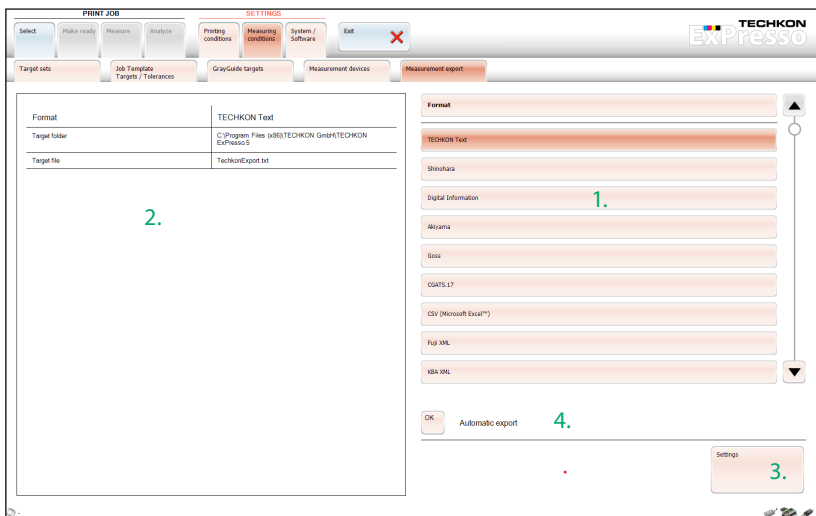 PRINT JOB
SETTINGS
Select
Make ready
Measure
Analyze
Printing
conditions
Measuring
conditions
System /
Software
Exit
TECHKON
ExPresso
Target sets
Job Template
Targets / Tolerances
GrayGuide targets
Measurement devices
Measurement export
Format
TECHKON Text
Target folder
C:\Program Files (x86)\TECHKON GmbH\TECHKON
ExPresso 5
Target file
TechkonExport.txt
2.
Format
TECHKON Text
Shinohara
Digital Information
1.
Akiyama
Goss
CGATS.17
CSV (Microsoft Excel™)
Fuji XML
KBA XML
OK
Automatic export
4.
Settings
3.